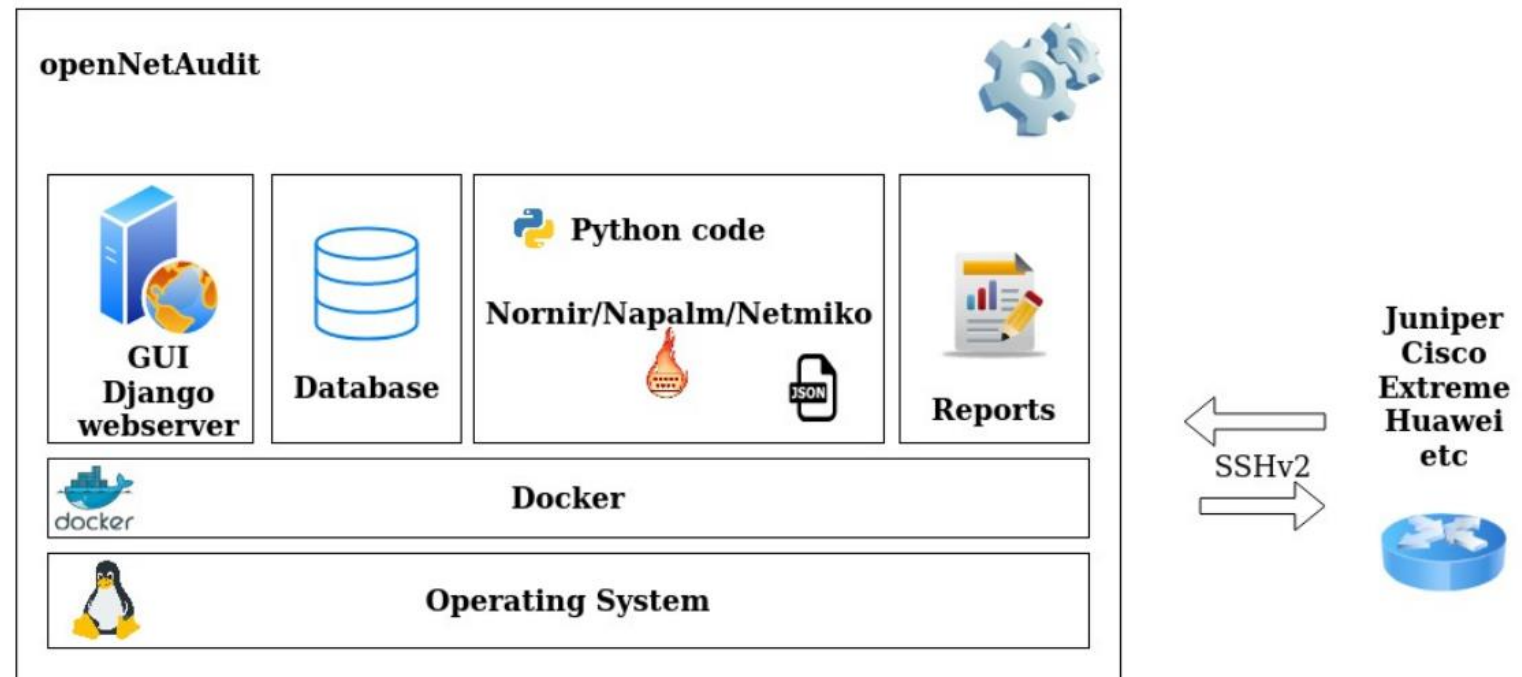 openNetAudit
GUI
Django
webserver
Database
Python code
Nornir/Napalm/Netmiko
JSON
Reports
docker
Docker
Operating System
SSHv2
Juniper
Cisco
Extreme
Huawei
etc